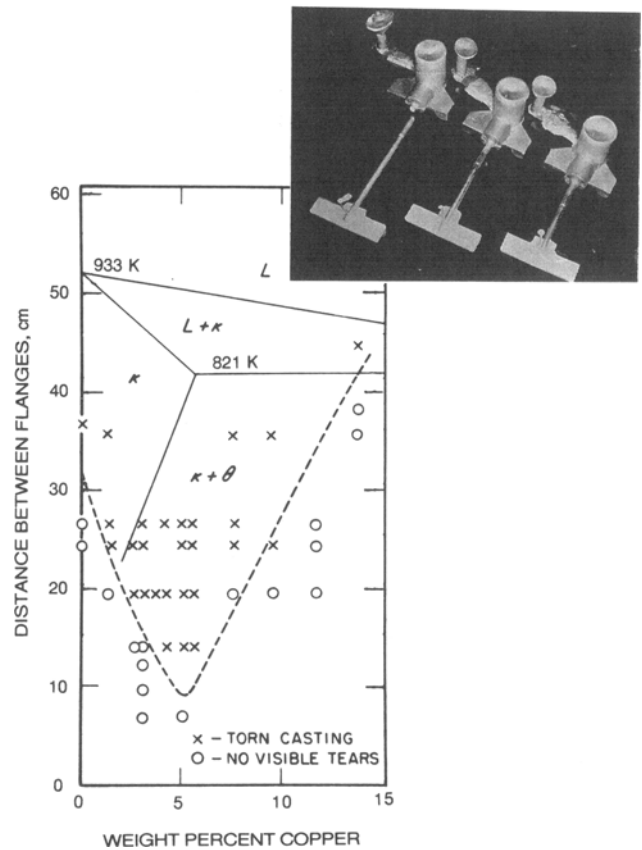 60
933 K
L
50
L + κ
821 K
40
κ
κ + θ
30
20
10
× – TORN CASTING
○ – NO VISIBLE TEARS
0
0
5
10
15
DISTANCE BETWEEN FLANGES, cm
WEIGHT PERCENT COPPER